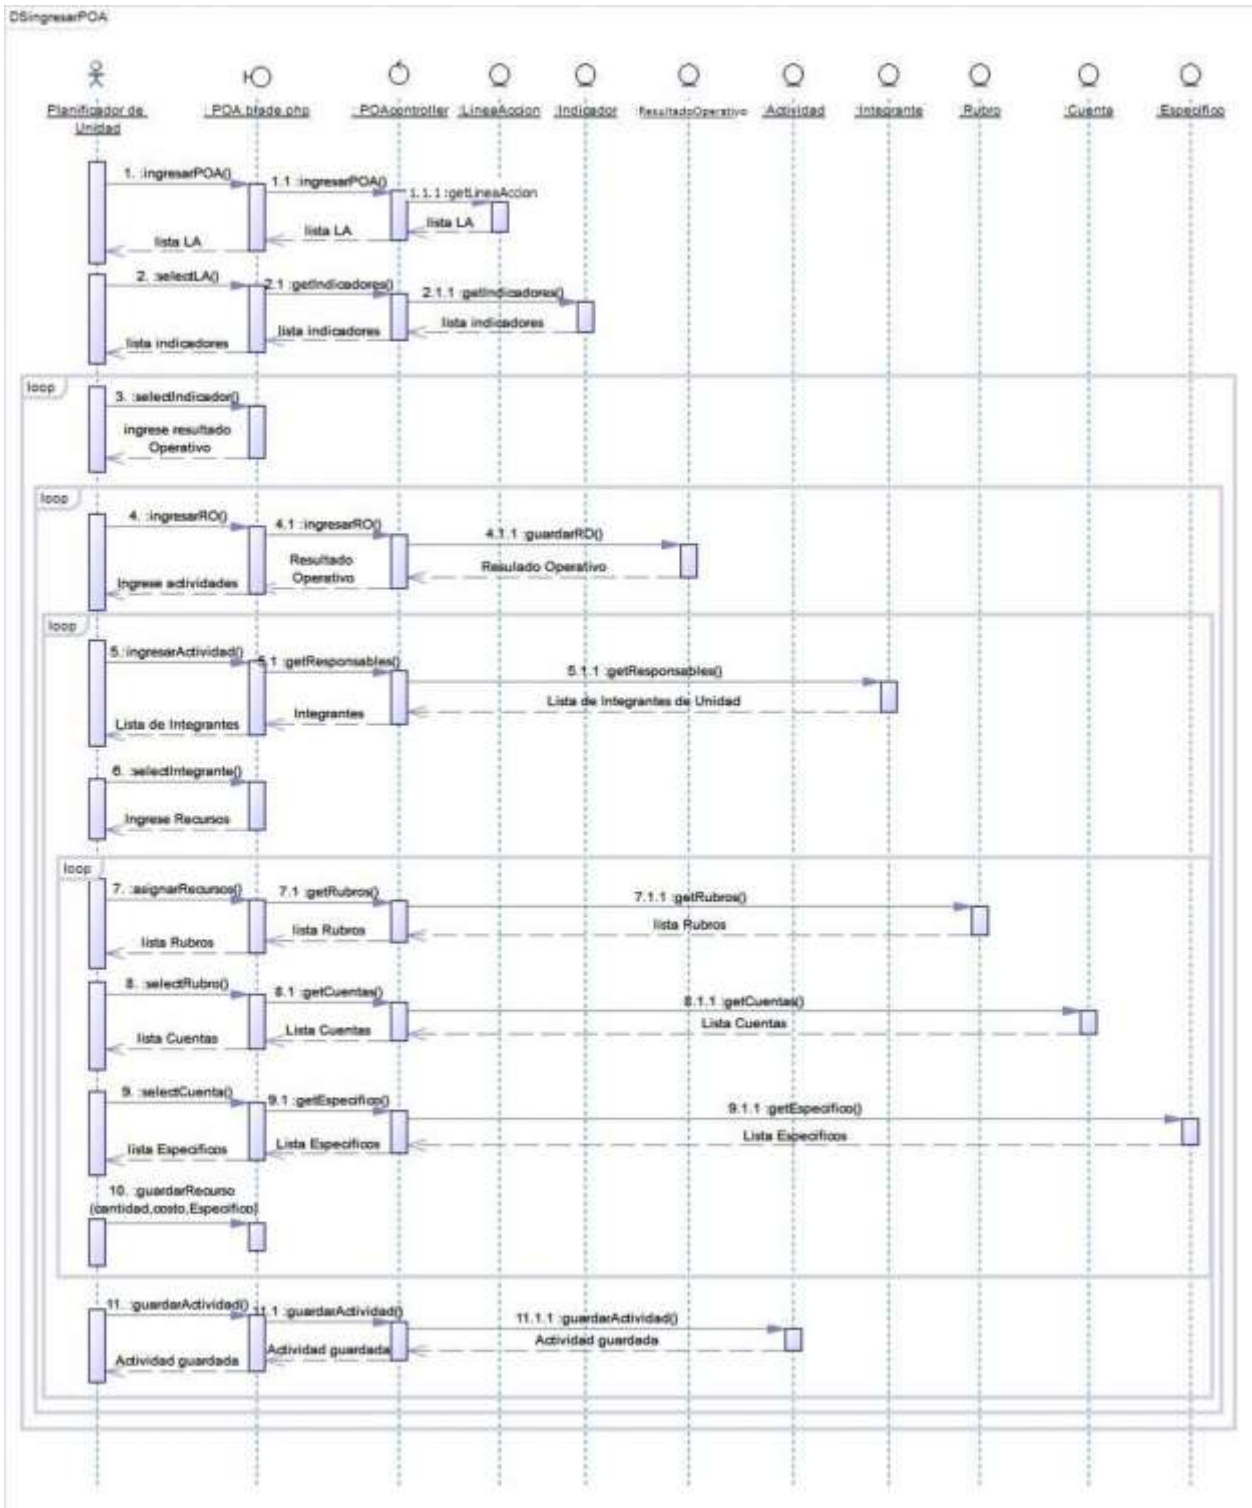 DSingresarPOA
Planificador de
Unidad
: POA.blade.php
: POAcontroller
:LineaAccion
:Indicador
:ResultadoOperativo
:Actividad
:Integrante
:Rubro
:Cuenta
:Especifico
1. :ingresarPOA()
1.1 :ingresarPOA()
1.1.1 :getLineaAccion
lista LA
lista LA
lista LA
2. :selectLA()
2.1 :getIndicadores()
2.1.1 :getIndicadores()
lista indicadores
lista indicadores
lista indicadores
loop
3. :selectIndicador()
ingrese resultado
Operativo
loop
4. :ingresarRO()
4.1 :ingresarRO()
4.1.1 :guardarRO()
Resultado
Operativo
Resulado Operativo
Ingrese actividades
loop
5.:ingresarActividad()
5.1 :getResponsables()
5.1.1 :getResponsables()
Lista de Integrantes de Unidad
Integrantes
Lista de Integrantes
6. :selectIntegrante()
Ingrese Recursos
loop
7. :asignarRecursos()
7.1 :getRubros()
7.1.1 :getRubros()
lista Rubros
lista Rubros
lista Rubros
8. :selectRubro()
8.1 :getCuentas()
8.1.1 :getCuentas()
Lista Cuentas
Lista Cuentas
lista Cuentas
9. :selectCuenta()
9.1 :getEspecifico()
9.1.1 :getEspecifico()
Lista Especificos
Lista Especificos
lista Especificos
10. :guardarRecurso
(cantidad,costo,Especifico)
11. :guardarActividad()
11.1 :guardarActividad()
11.1.1 :guardarActividad()
Actividad guardada
Actividad guardada
Actividad guardada